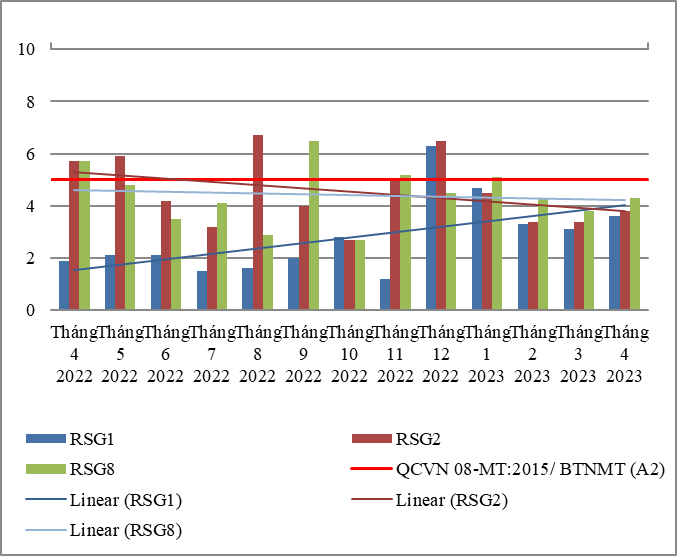 10
8
6
4
2
0
Tháng Tháng Tháng Tháng Tháng Tháng Tháng Tháng Tháng Tháng Tháng Tháng Tháng
4 5 6 7 8 9 10 11 12 1 2 3 4
2022 2022 2022 2022 2022 2022 2022 2022 2022 2023 2023 2023 2023
RSG1 RSG2
RSG8 QCVN 08-MT:2015/ BTNMT (A2)
Linear (RSG1) Linear (RSG2)
Linear (RSG8)